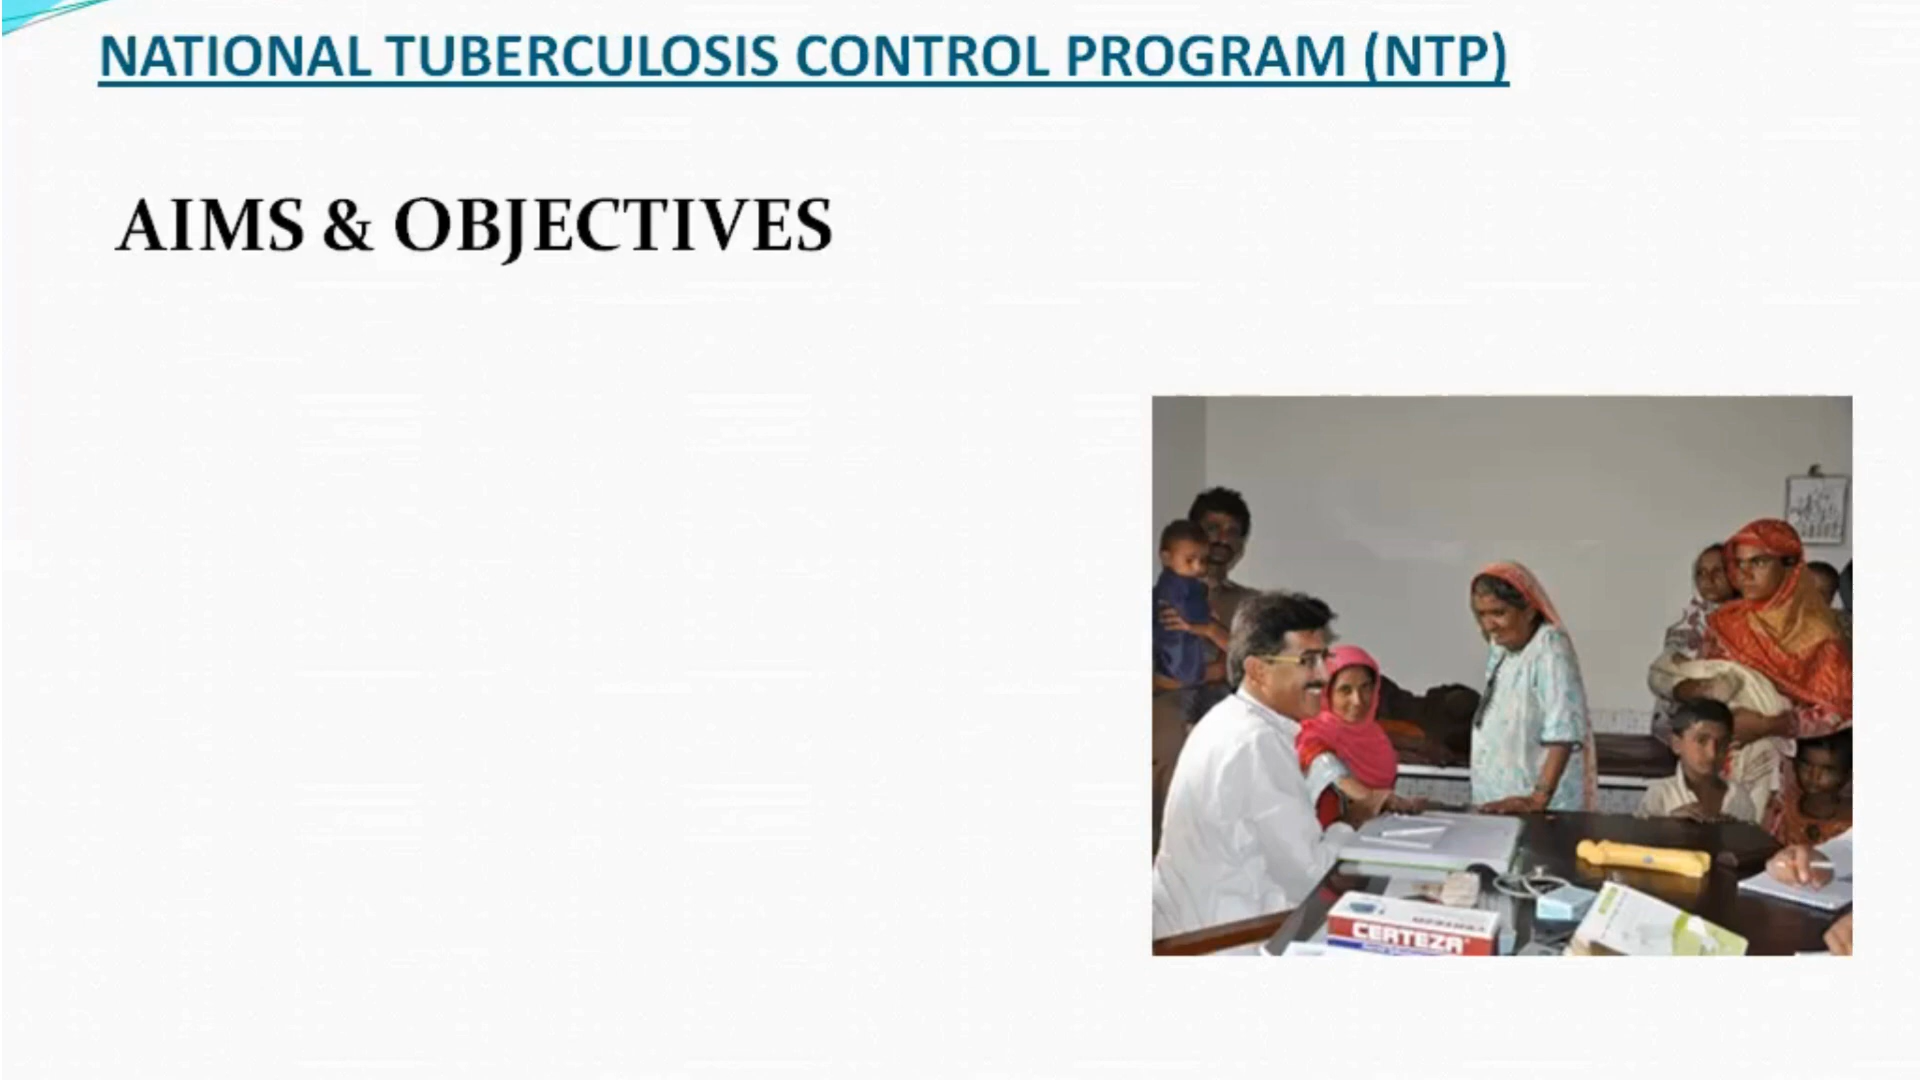 NATIONAL TUBERCULOSIS CONTROL PROGRAM (NTP)
AIMS & OBJECTIVES
CERTEZA